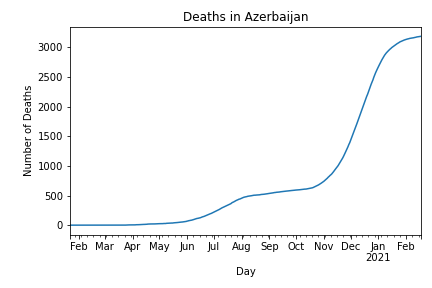 Deaths in Azerbaijan
Number of Deaths
3000
2500
2000
1500
1000
500
0
Feb Mar Apr May Jun Jul Aug Sep Oct Nov Dec Jan Feb
2021
Day